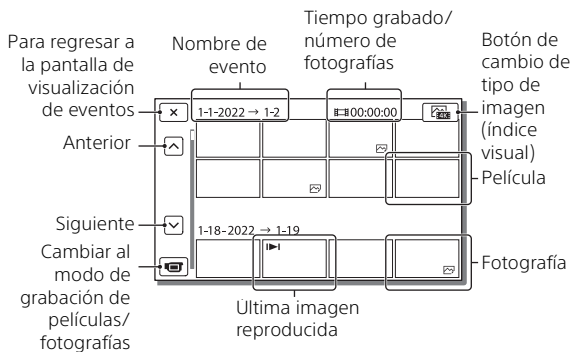 Para regresar a
la pantalla de
visualización
de eventos
Nombre de
evento
Tiempo grabado/
número de
fotografías
Botón de
cambio de
tipo de
imagen
(índice
visual)
1-1-2022 → 1-2
00:00:00
4K
Anterior
Película
Siguiente
1-18-2022 → 1-19
Cambiar al
modo de
grabación de
películas/
fotografías
Fotografía
Última imagen
reproducida